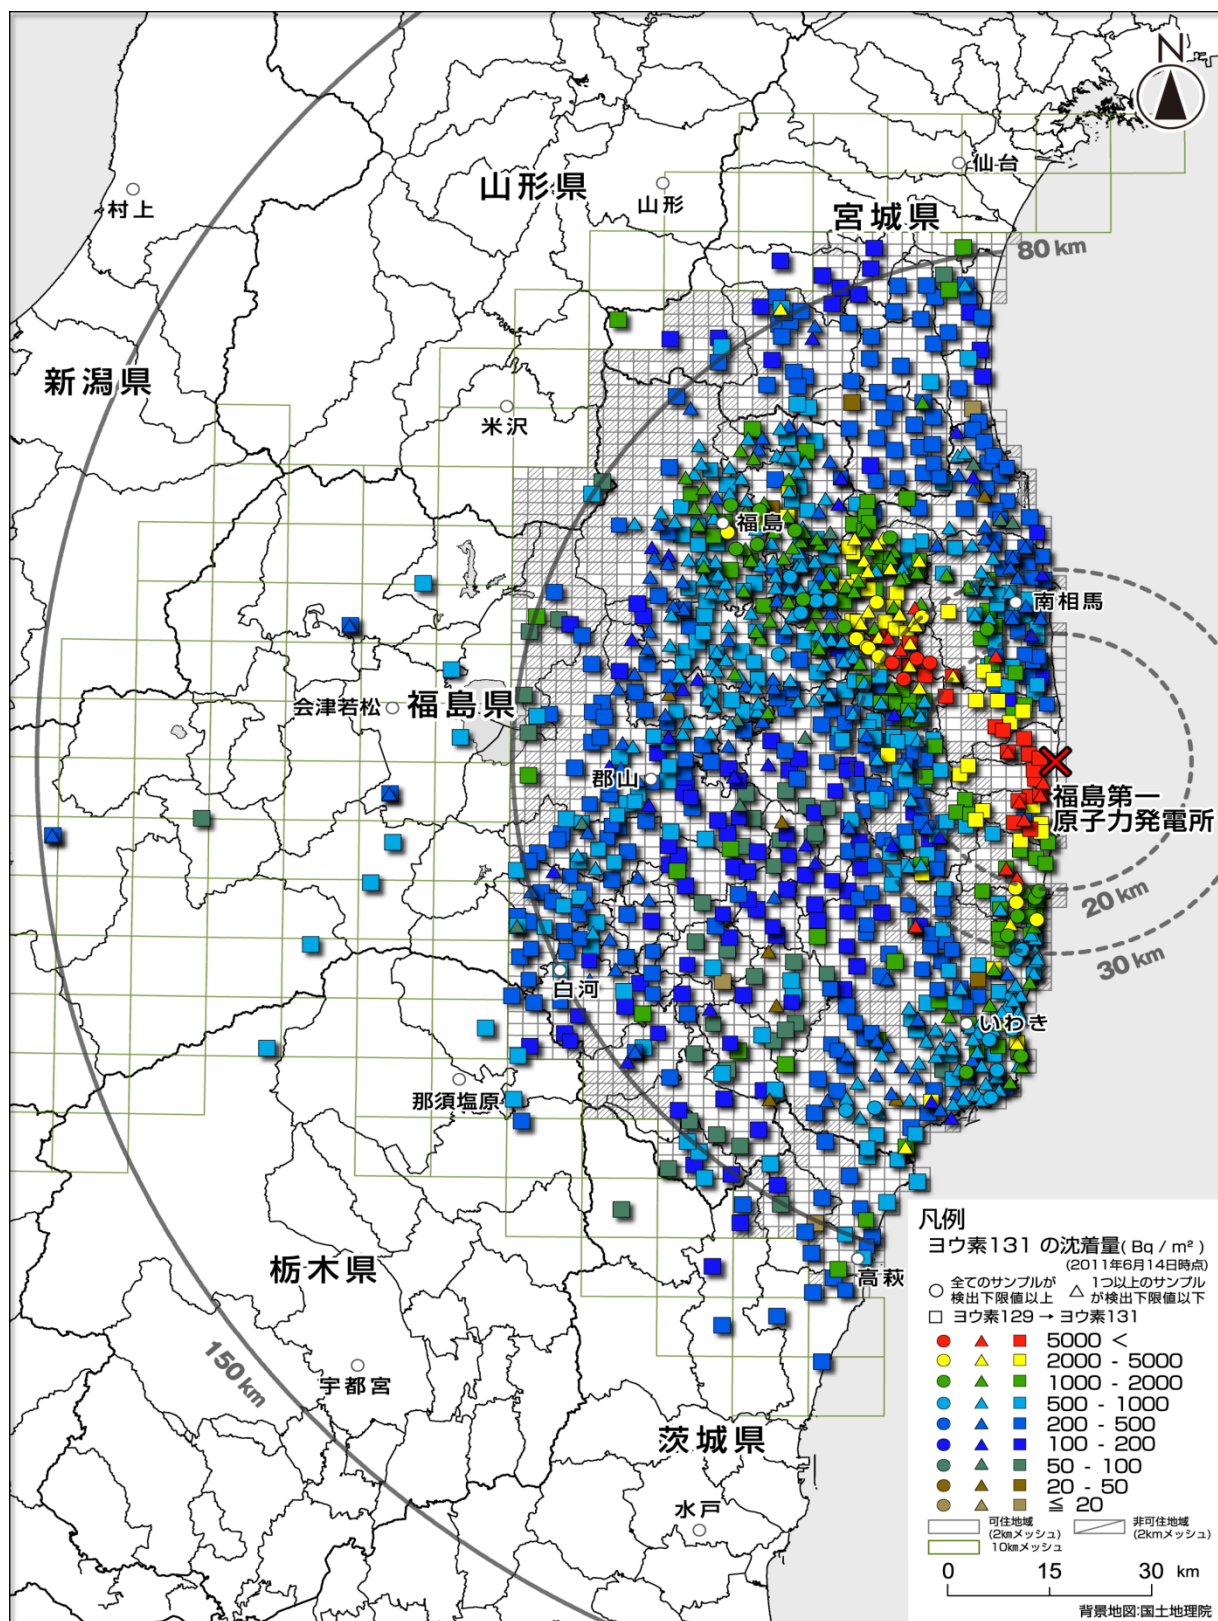 N
仙台
山形県
山形
村上
宮城県
80 km
新潟県
米沢
福島
南相馬
会津若松
福島県
郡山
福島第一
原子力発電所
20 km
30 km
白河
いわき
那須塩原
栃木県
高萩
150 km
宇都宮
茨城県
水戸
凡例
ヨウ素131 の沈着量( Bq / m² )
(2011年6月14日時点)
全てのサンプルが
検出下限値以上
1つ以上のサンプル
が検出下限値以下
ヨウ素129 → ヨウ素131
5000 <
2000 - 5000
1000 - 2000
500 - 1000
200 - 500
100 - 200
50 - 100
20 - 50
≦ 20
可住地域
(2kmメッシュ)
非可住地域
(2kmメッシュ)
10kmメッシュ
0 15 30 km
背景地図:国土地理院